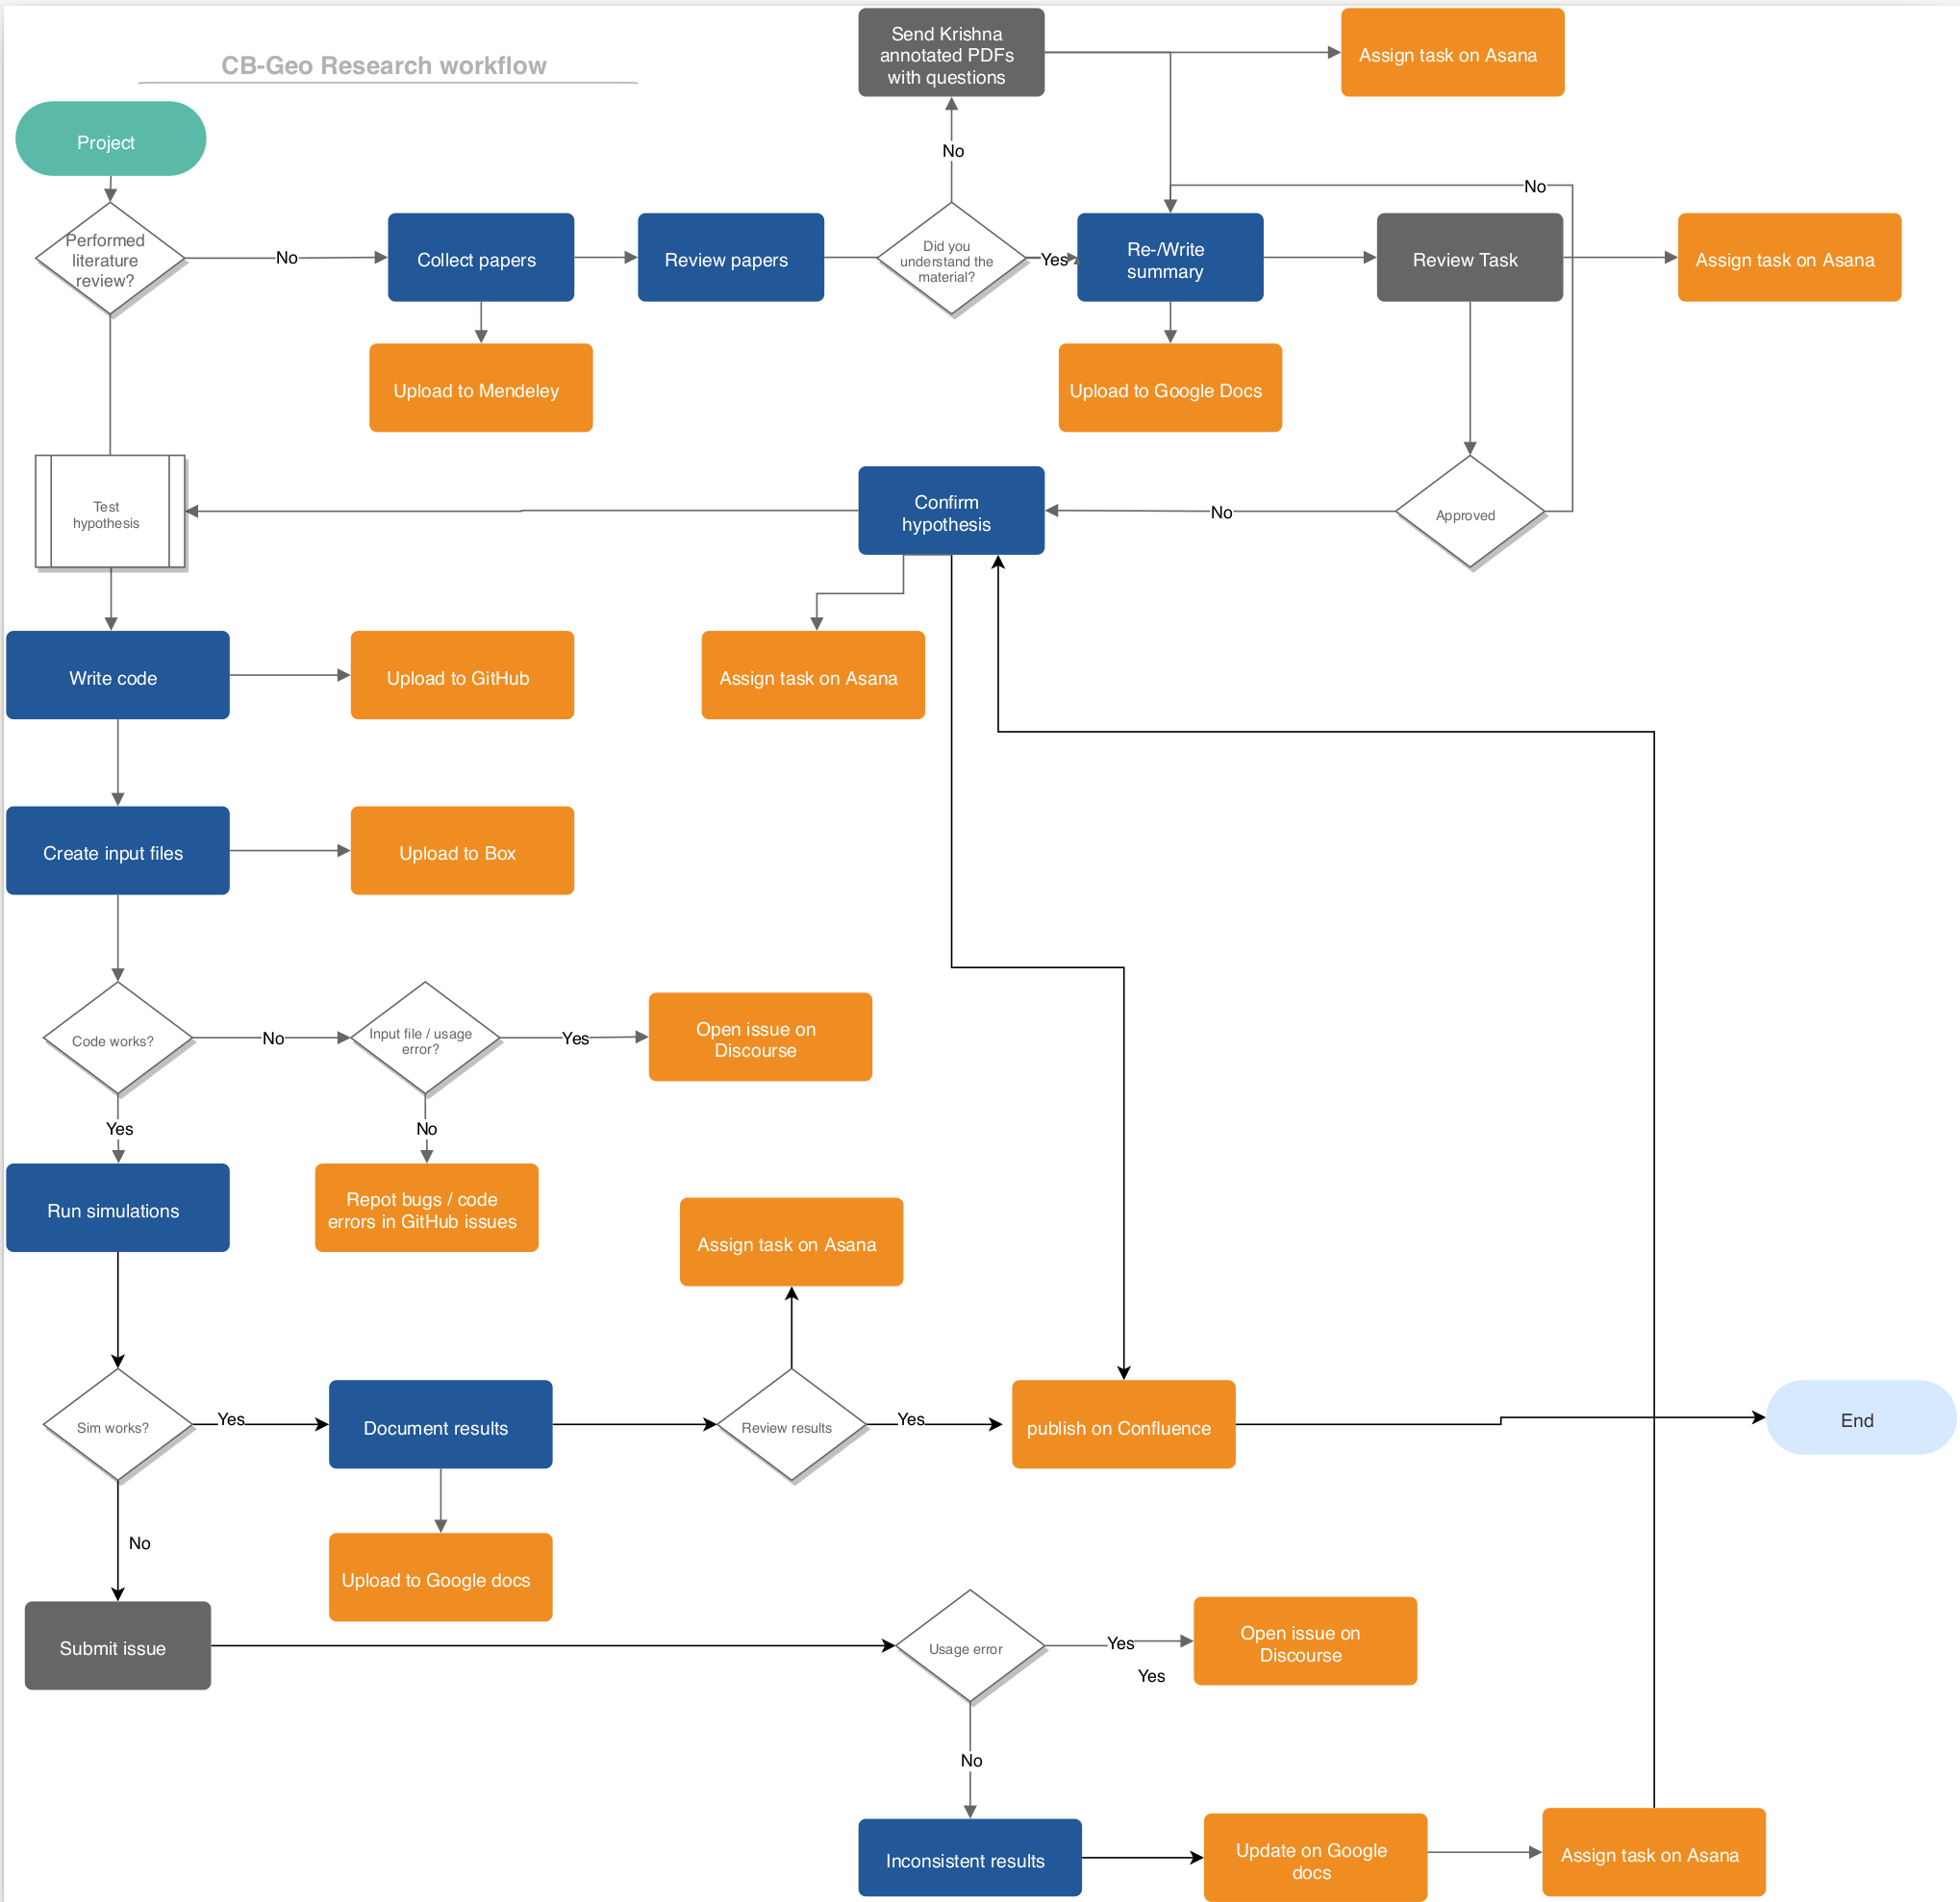 CB-Geo Research workflow
Send Krishna
annotated PDFs
with questions
Assign task on Asana
Project
No
No
Performed
literature
review?
No
Collect papers
Review papers
Did you
understand the
material?
Yes
Re-/Write
summary
Review Task
Assign task on Asana
Upload to Mendeley
Upload to Google Docs
Test
hypothesis
Confirm
hypothesis
No
Approved
Write code
Upload to GitHub
Assign task on Asana
Create input files
Upload to Box
Code works?
No
Input file / usage
error?
Yes
Open issue on
Discourse
Yes
No
Run simulations
Repot bugs / code
errors in GitHub issues
Assign task on Asana
Sim works?
Yes
Document results
Review results
Yes
publish on Confluence
End
No
Upload to Google docs
Submit issue
Usage error
Yes
Yes
Open issue on
Discourse
No
Inconsistent results
Update on Google
docs
Assign task on Asana